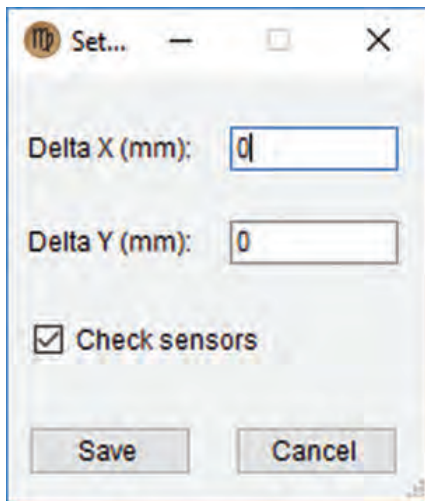 Set...
Delta X (mm): 0
Delta Y (mm): 0
Check sensors
Save Cancel